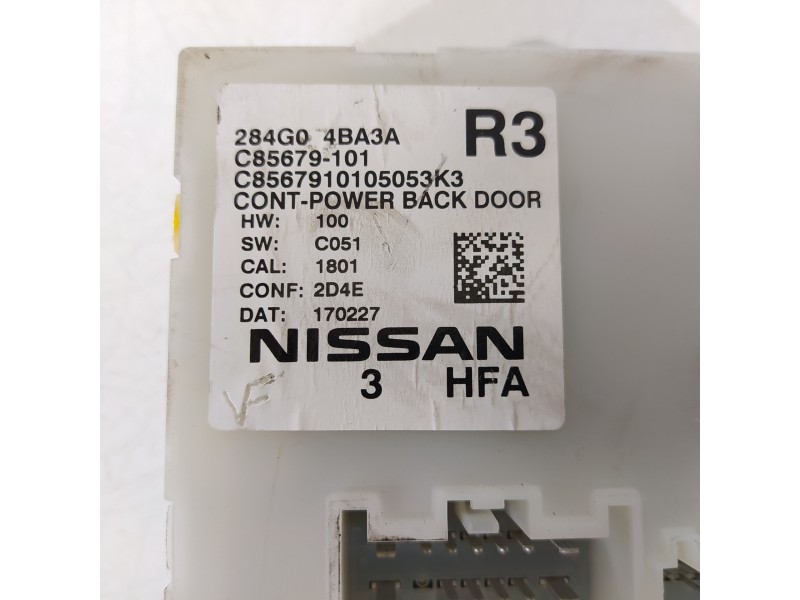 284G0 4BA3A R3
C85679-101
C8567910105053K3
CONT-POWER BACK DOOR
HW: 100
SW: C051
CAL: 1801
CONF: 2D4E
DAT: 170227
NISSAN
3 HFA
VF